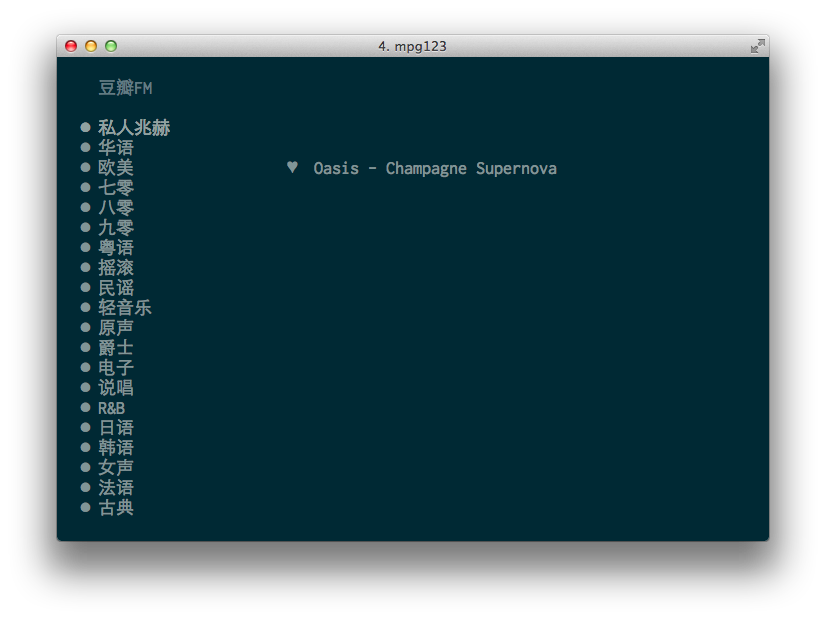 4. mpg123
豆瓣FM
● 私人兆赫
● 华语
● 欧美 ♥ Oasis - Champagne Supernova
● 七零
● 八零
● 九零
● 粤语
● 摇滚
● 民谣
● 轻音乐
● 原声
● 爵士
● 电子
● 说唱
● R&B
● 日语
● 韩语
● 女声
● 法语
● 古典